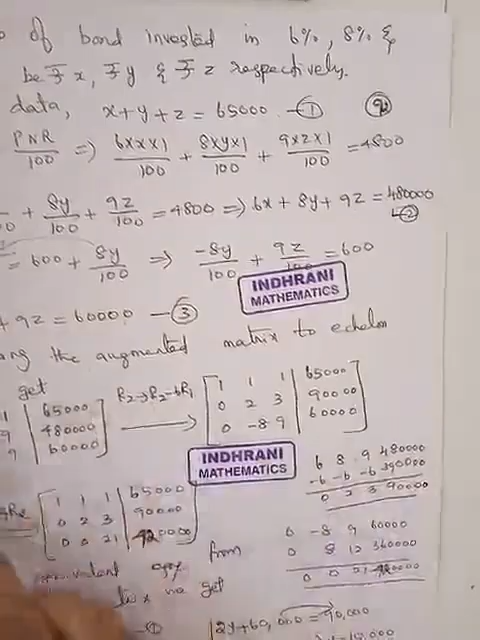 of bond invested in 6%, 8% &
be ₹ x, ₹ y & ₹ z respectively.
data, x+y+z = 65000 — ①
②
PNR/100 => 6×x×1/100 + 8×y×1/100 + 9×z×1/100 = 4800
+ 8y/100 + 9z/100 = 4800 => 6x + 8y + 9z = 480000
②
= 600 + 8y/100 => -8y/100 + 9z/100 = 600
INDHRANI
MATHEMATICS
+ 9z = 60000 — ③
the augmented matrix to echelon
get
65000
480000
60000
R2→R2-6R1
1 1 1 65000
0 2 3 90000
0 -8 9 60000
INDHRANI
MATHEMATICS
6 8 9 480000
-6 -6 -6 390000
0 2 3 90000
1 1 1 65000
0 2 3 90000
0 0 21 420000
0 -8 9 60000
0 8 12 360000
0 0 21
from
get
①
2y+60,000 = 90,000